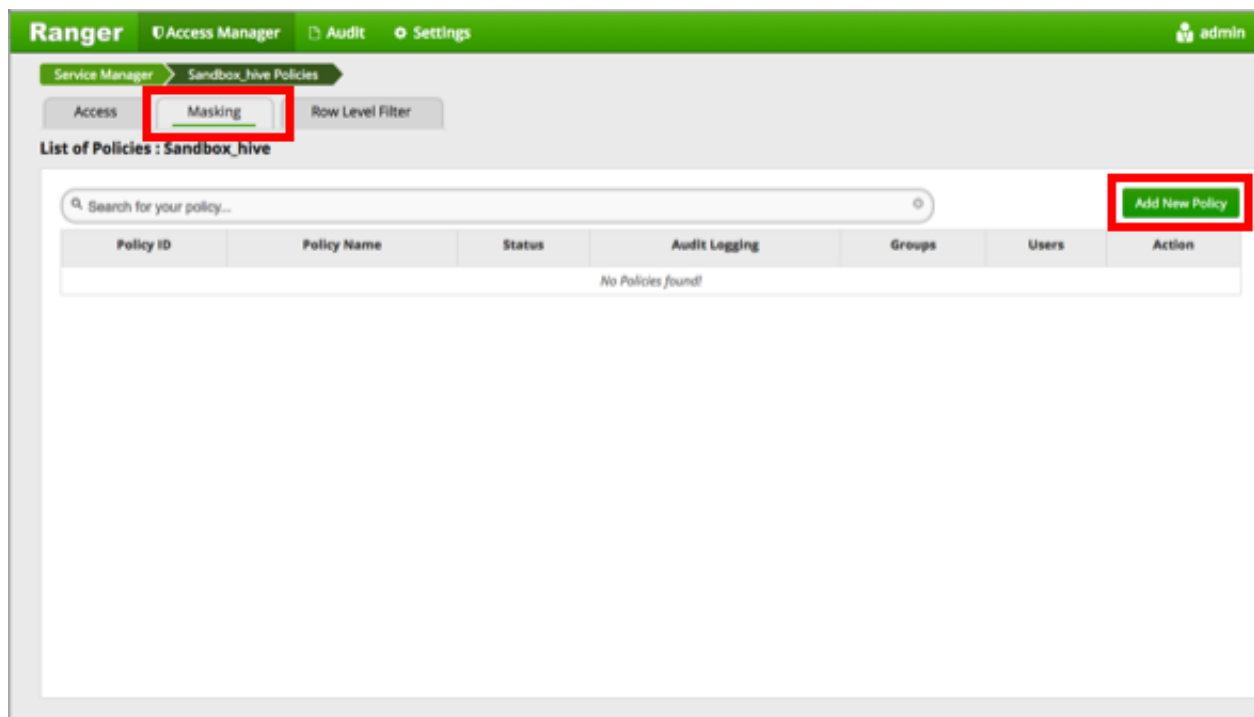 Ranger Access Manager Audit Settings admin
Service Manager Sandbox_hive Policies
Access Masking Row Level Filter
List of Policies : Sandbox_hive
Search for your policy... Add New Policy
Policy ID Policy Name Status Audit Logging Groups Users Action
No Policies found!